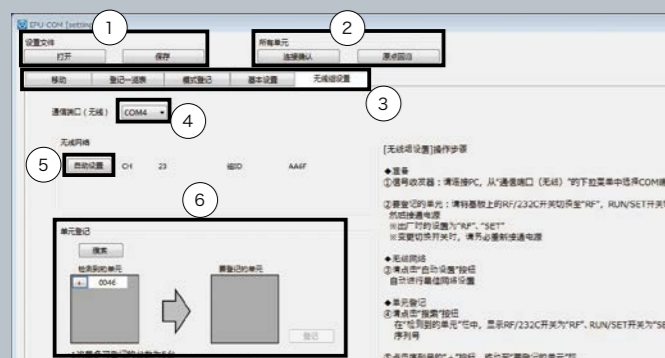 IPU-COM [setting
1
2
设置文件
打开
保存
所有单元
连接确认
原点回归
移动
登记一览表
模式登记
基本设置
无线组设置
3
通信端口（无线）
COM4
4
无线网络
5
自动设置
CH
23
组ID
AA6F
6
单元登记
搜索
检测到的单元
要登记的单元
+
0046
登记
[无线组设置]操作步骤
◆准备
①信号收发器：请连接PC，从“通信端口（无线）”的下拉菜单中选择COM端
②要登记的单元：请将基板上的RF/232C开关切换至“RF”，RUN/SET开关切
然后接通电源
※出厂时的设置为“RF”、“SET”
※变更切换开关时，请务必重新接通电源
◆无线网络
③请点击“自动设置”按钮
自动进行最佳网络设置
◆单元登记
④请点击“搜索”按钮
在“检测到的单元”栏中，显示RF/232C开关为“RF”、RUN/SET开关为“SE
序列号